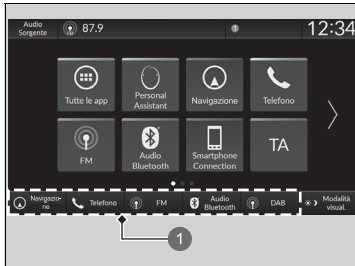 Audio
Sorgente
87.9
12:34
Tutte le app
Personal
Assistant
Navigazione
Telefono
FM
Audio
Bluetooth
Smartphone
Connection
TA
Navigazio-
ne
Telefono
FM
Audio
Bluetooth
DAB
Modalità
visual.
1